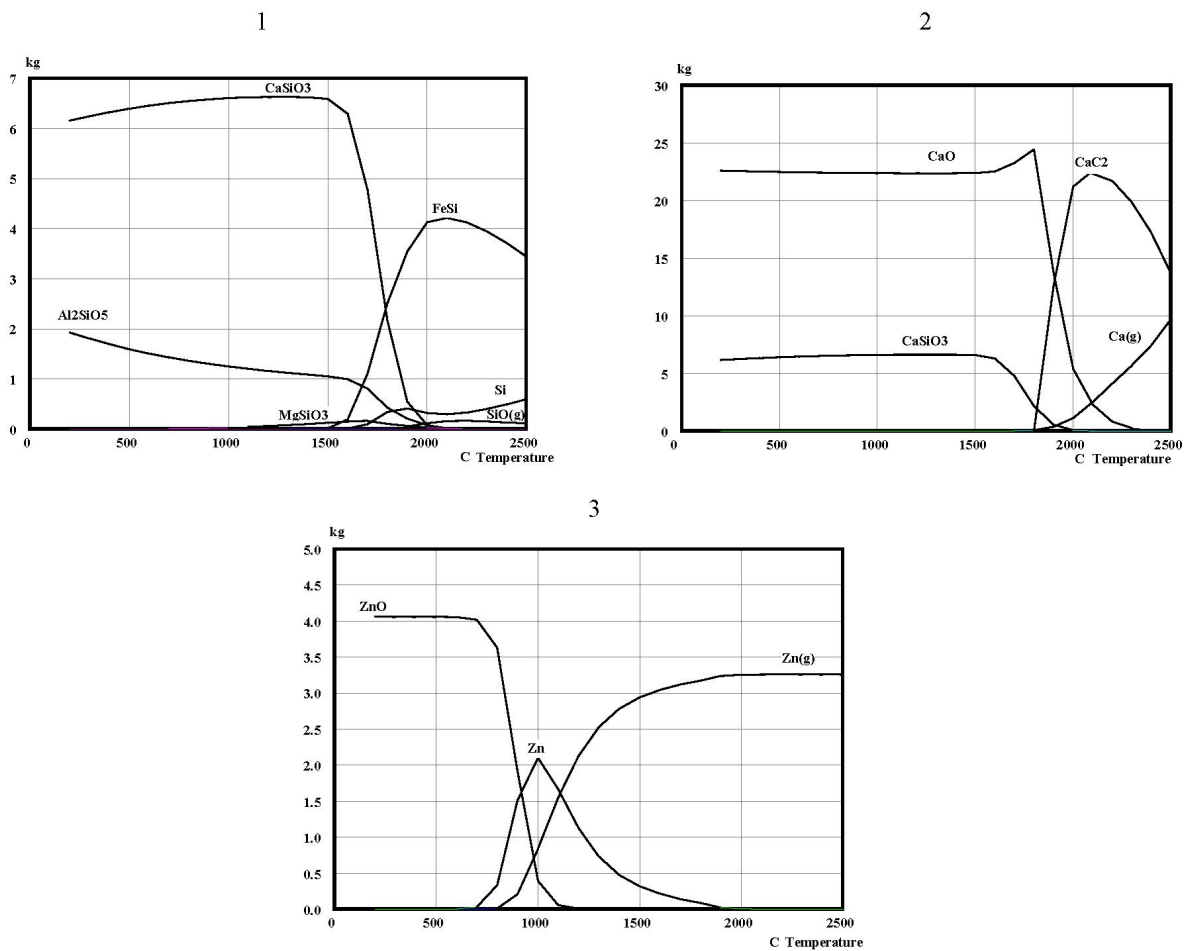 1
kg
7
CaSiO3
6
5
FeSi
4
3
Al2SiO5
2
Si
1
MgSiO3
SiO(g)
0
0 500 1000 1500 2000 2500
C Temperature
2
kg
30
25
CaO
CaC2
20
15
Ca(g)
10
CaSiO3
5
0
0 500 1000 1500 2000 2500
C Temperature
3
kg
5.0
4.5
ZnO
4.0
3.5
Zn(g)
3.0
2.5
Zn
2.0
1.5
1.0
0.5
0.0
0 500 1000 1500 2000 2500
C Temperature